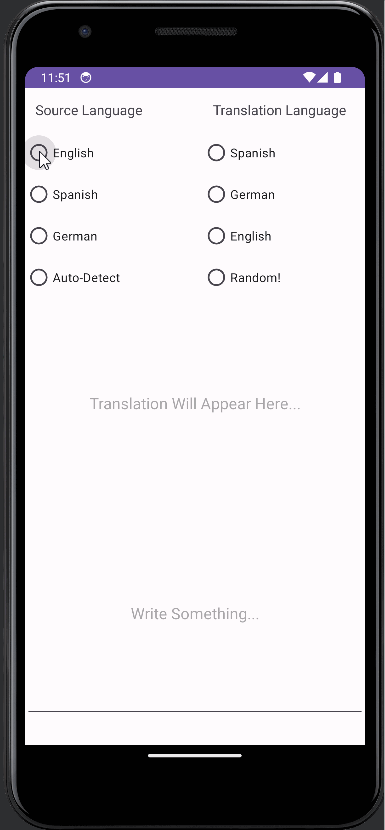 11:51
Source Language Translation Language
English Spanish
Spanish German
German English
Auto-Detect Random!
Translation Will Appear Here...
Write Something...